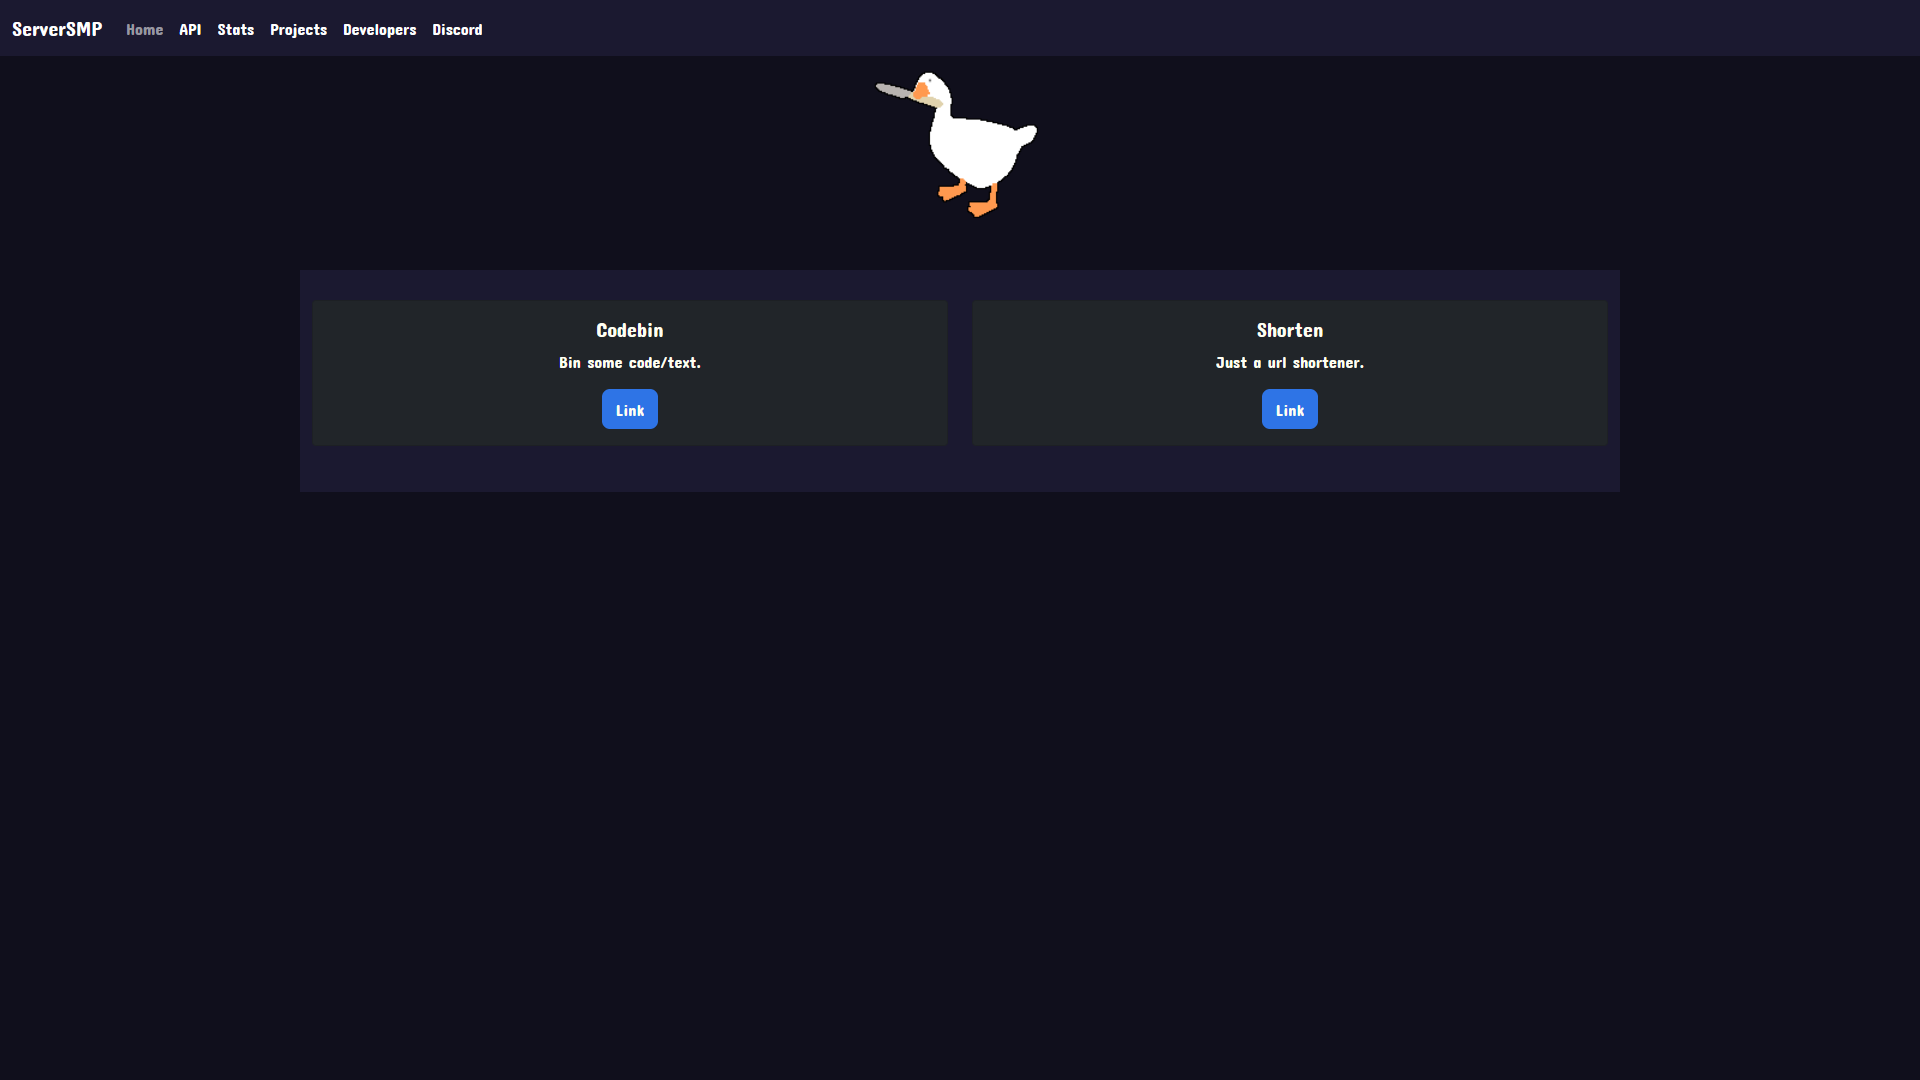 ServerSMP Home API Stats Projects Developers Discord
Codebin
Bin some code/text.
Link
Shorten
Just a url shortener.
Link